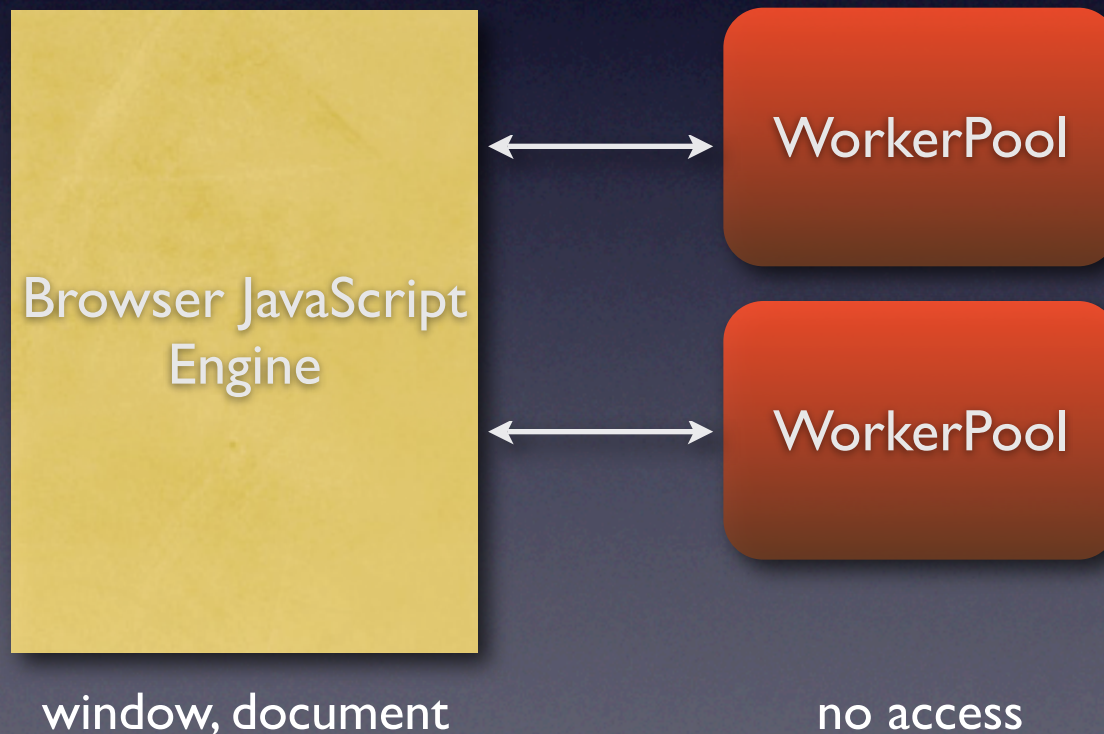 Browser JavaScript
Engine
WorkerPool
WorkerPool
window, document
no access